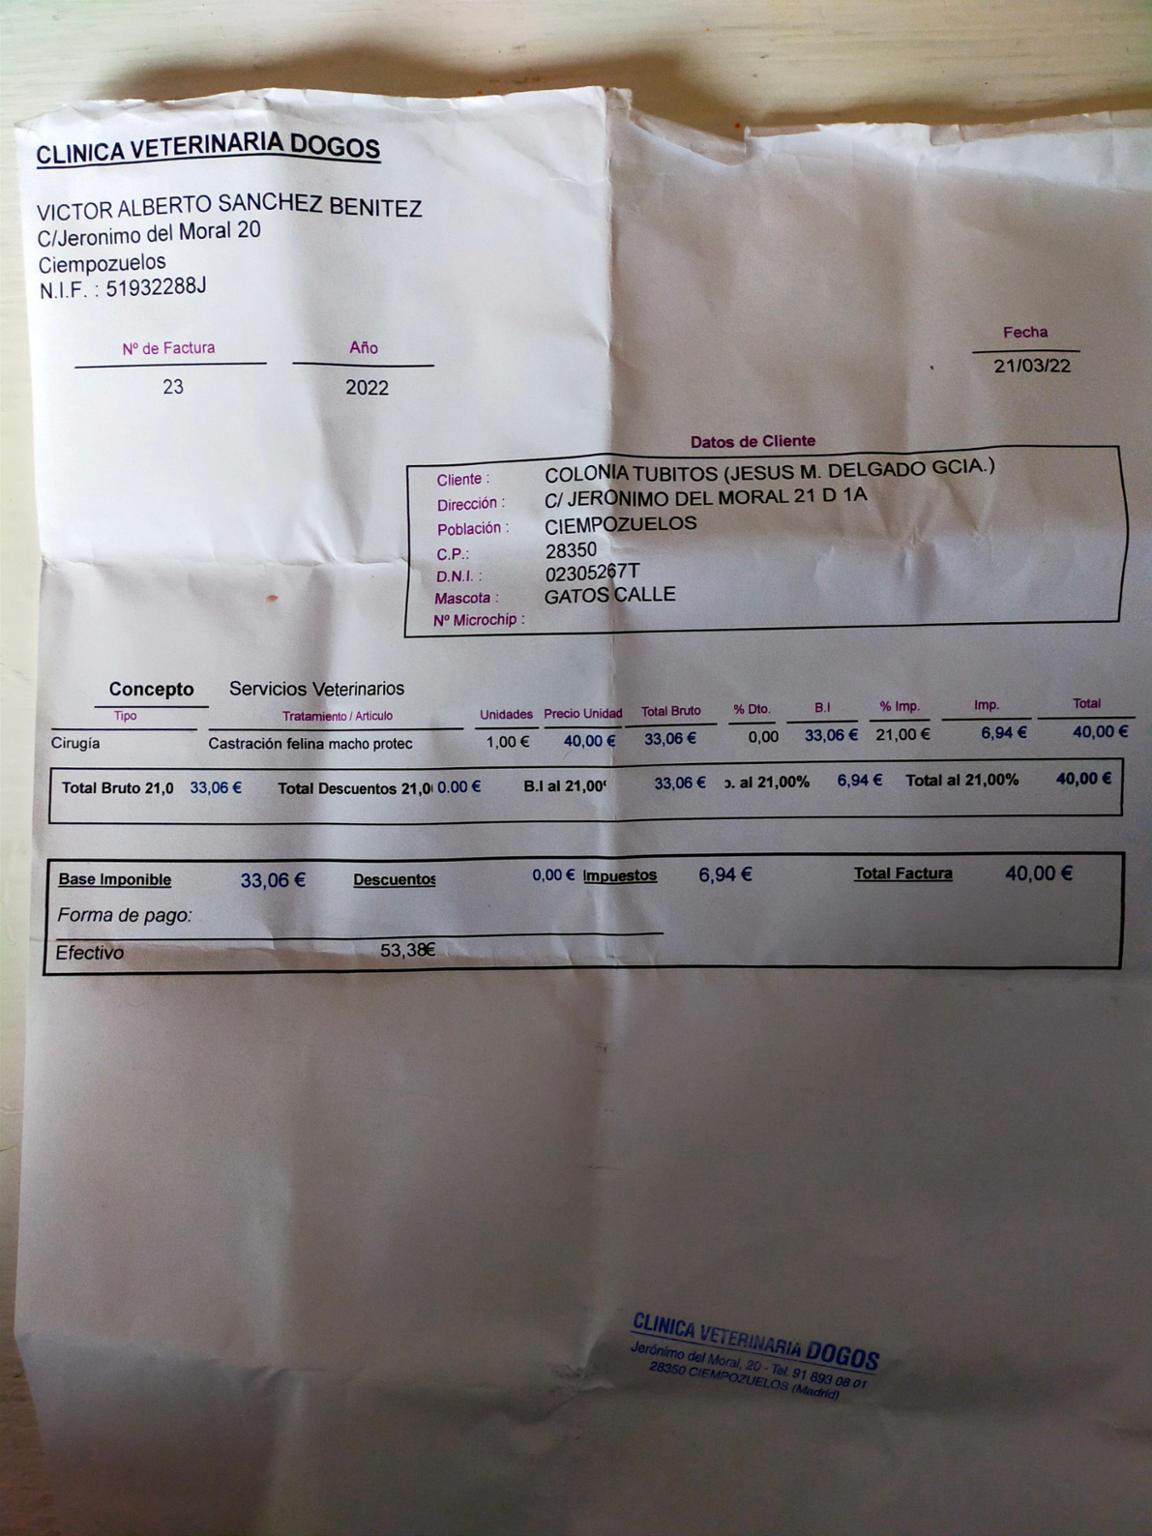 CLINICA VETERINARIA DOGOS
VICTOR ALBERTO SANCHEZ BENITEZ
C/Jeronimo del Moral 20
Ciempozuelos
N.I.F. : 51932288J
Nº de Factura Año Fecha
23 2022 21/03/22
Datos de Cliente
Cliente : COLONIA TUBITOS (JESUS M. DELGADO GCIA.)
Dirección : C/ JERONIMO DEL MORAL 21 D 1A
Población : CIEMPOZUELOS
C.P.: 28350
D.N.I. : 02305267T
Mascota : GATOS CALLE
Nº Microchip :
Concepto Servicios Veterinarios
Tipo Tratamiento / Articulo Unidades Precio Unidad Total Bruto % Dto. B.I % Imp. Imp. Total
Cirugía Castración felina macho protec 1,00 € 40,00 € 33,06 € 0,00 33,06 € 21,00 € 6,94 € 40,00 €
Total Bruto 21,0 33,06 € Total Descuentos 21,0 0.00 € B.I al 21,00 33,06 € al 21,00% 6,94 € Total al 21,00% 40,00 €
Base Imponible 33,06 € Descuentos 0,00 € Impuestos 6,94 € Total Factura 40,00 €
Forma de pago:
Efectivo 53,38€
CLINICA VETERINARIA DOGOS
Jerónimo del Moral, 20 - Tel. 91 893 08 01
28350 CIEMPOZUELOS (Madrid)